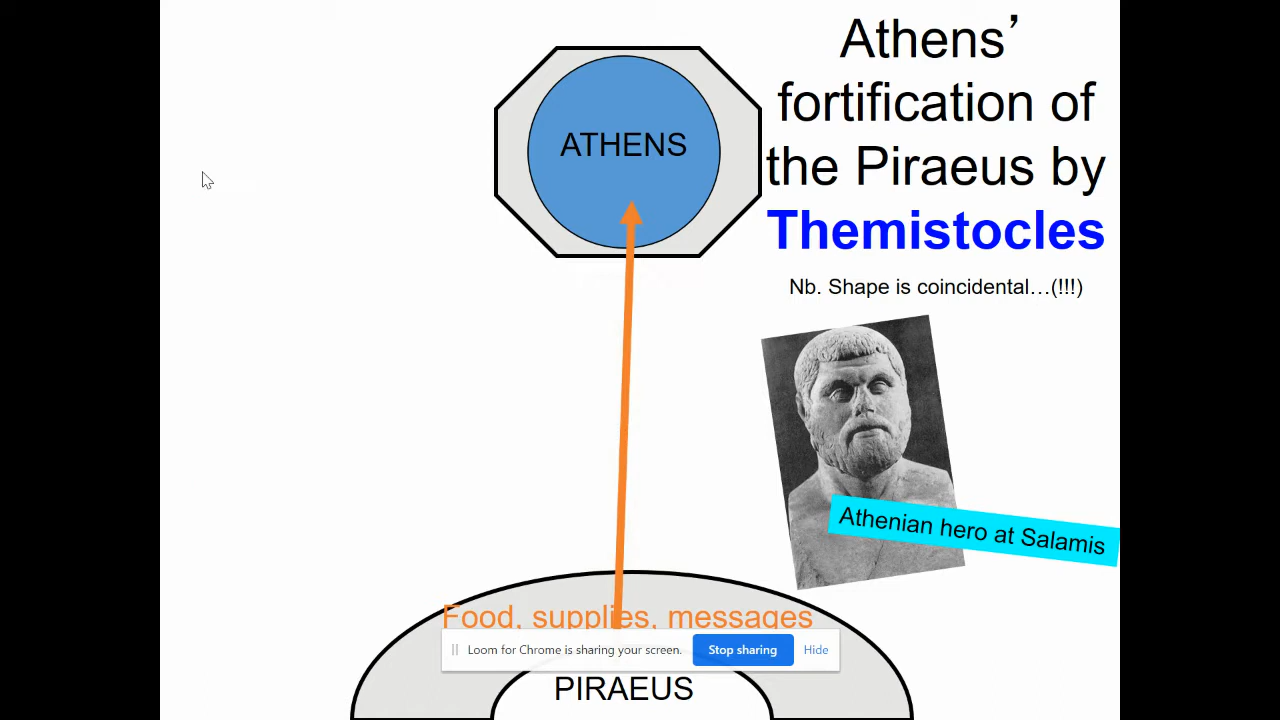 Athens’
fortification of
the Piraeus by
Themistocles
Nb. Shape is coincidental…(!!!)
ATHENS
Athenian hero at Salamis
Food, supplies, messages
Loom for Chrome is sharing your screen.
Stop sharing
Hide
PIRAEUS